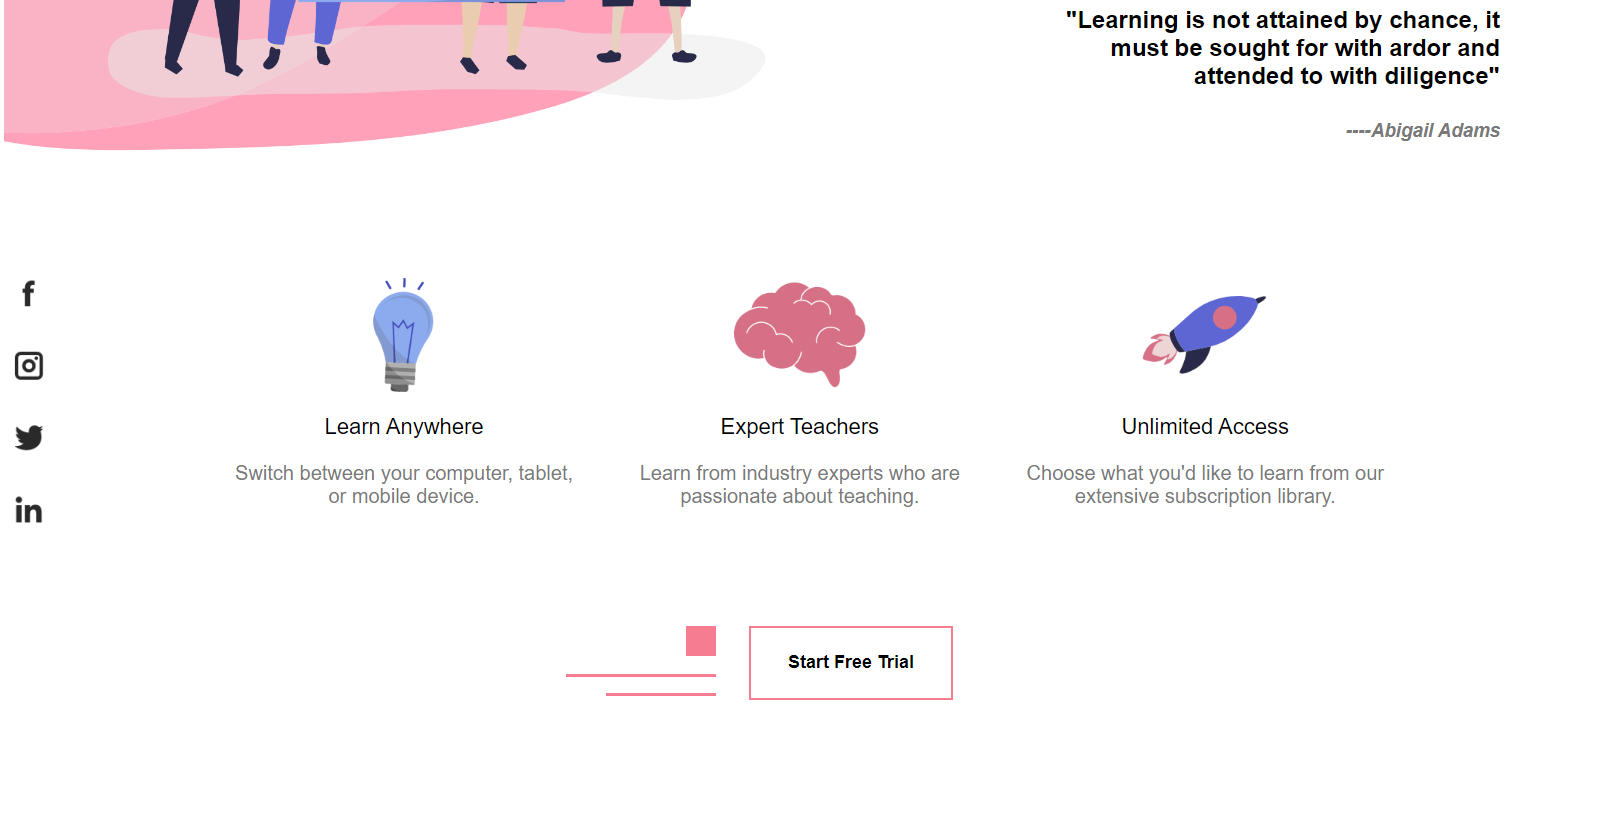 "Learning is not attained by chance, it
must be sought for with ardor and
attended to with diligence"
----Abigail Adams
Learn Anywhere
Switch between your computer, tablet,
or mobile device.
Expert Teachers
Learn from industry experts who are
passionate about teaching.
Unlimited Access
Choose what you'd like to learn from our
extensive subscription library.
Start Free Trial